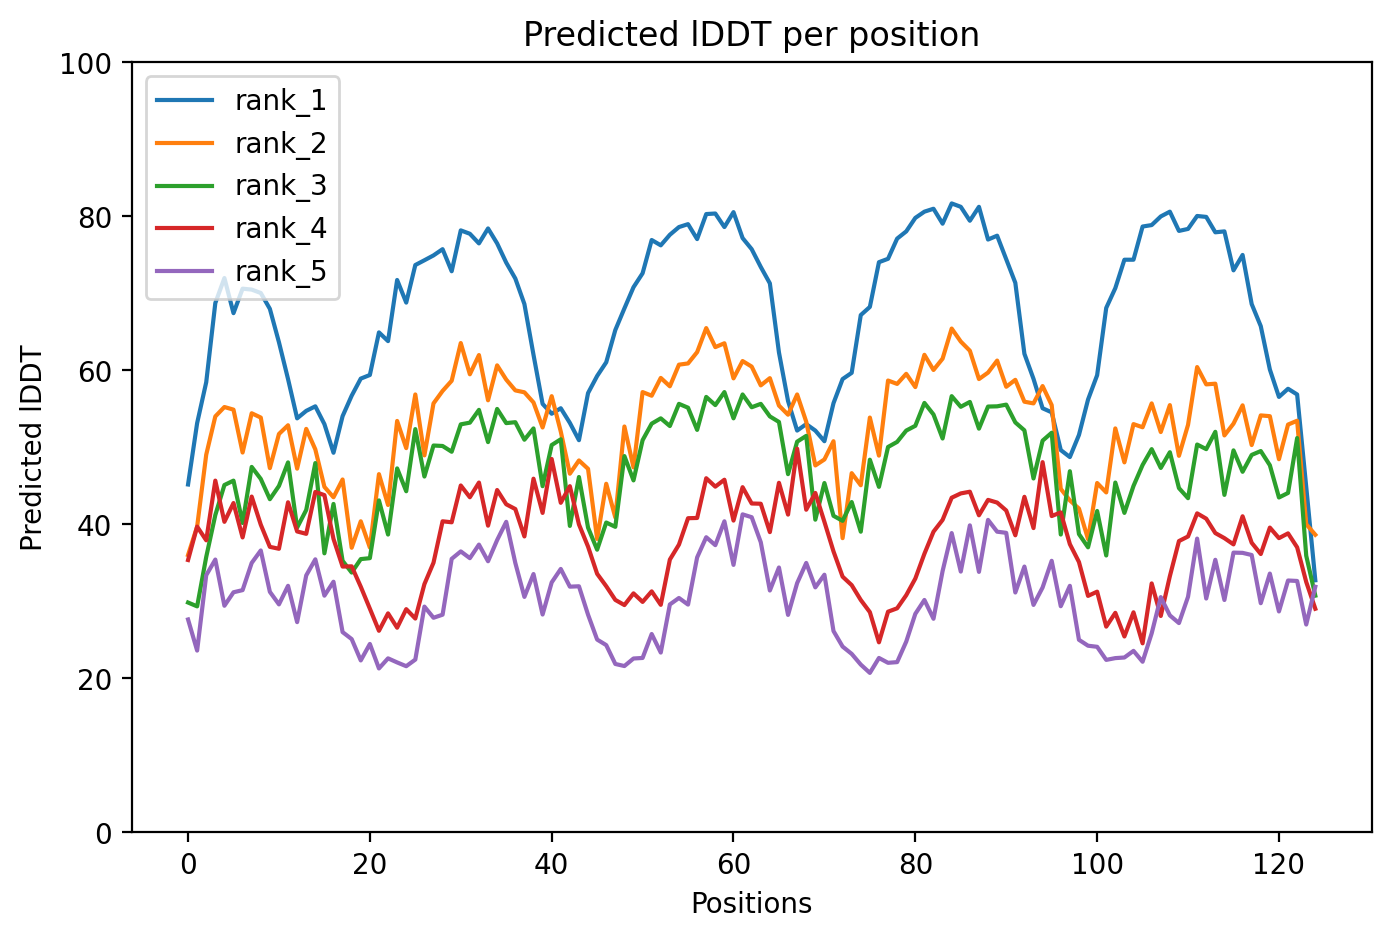 Predicted lDDT per position
100
80
60
40
20
0
Predicted lDDT
rank_1
rank_2
rank_3
rank_4
rank_5
0 20 40 60 80 100 120
Positions